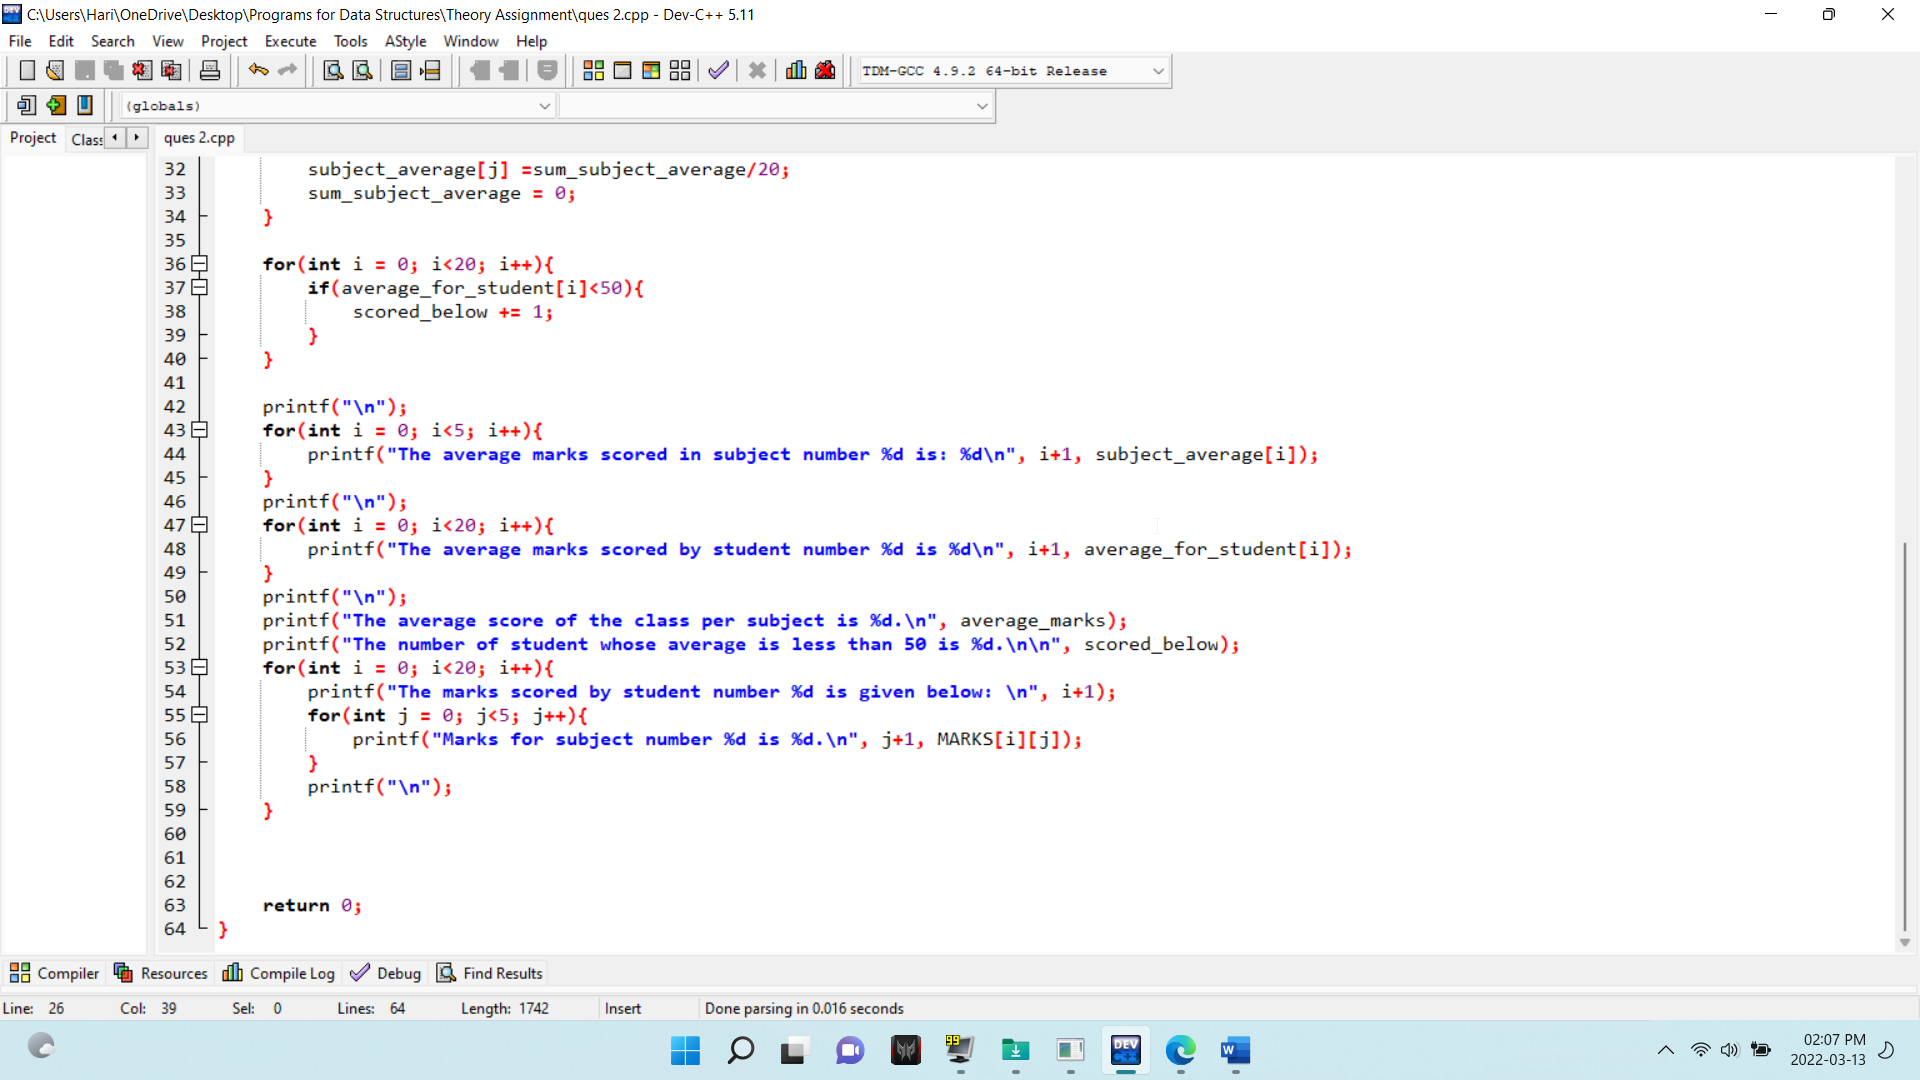 C:\Users\Hari\OneDrive\Desktop\Programs for Data Structures\Theory Assignment\ques 2.cpp - Dev-C++ 5.11
File Edit Search View Project Execute Tools AStyle Window Help
TDM-GCC 4.9.2 64-bit Release
(globals)
Project Clas ques 2.cpp
32 subject_average[j] =sum_subject_average/20;
33 sum_subject_average = 0;
34 }
35
36 for(int i = 0; i<20; i++){
37 if(average_for_student[i]<50){
38 scored_below += 1;
39 }
40 }
41
42 printf("\n");
43 for(int i = 0; i<5; i++){
44 printf("The average marks scored in subject number %d is: %d\n", i+1, subject_average[i]);
45 }
46 printf("\n");
47 for(int i = 0; i<20; i++){
48 printf("The average marks scored by student number %d is %d\n", i+1, average_for_student[i]);
49 }
50 printf("\n");
51 printf("The average score of the class per subject is %d.\n", average_marks);
52 printf("The number of student whose average is less than 50 is %d.\n\n", scored_below);
53 for(int i = 0; i<20; i++){
54 printf("The marks scored by student number %d is given below: \n", i+1);
55 for(int j = 0; j<5; j++){
56 printf("Marks for subject number %d is %d.\n", j+1, MARKS[i][j]);
57 }
58 printf("\n");
59 }
60
61
62
63 return 0;
64 }
Compiler Resources Compile Log Debug Find Results
Line: 26 Col: 39 Sel: 0 Lines: 64 Length: 1742 Insert Done parsing in 0.016 seconds
99 DEV C++ W
02:07 PM
2022-03-13